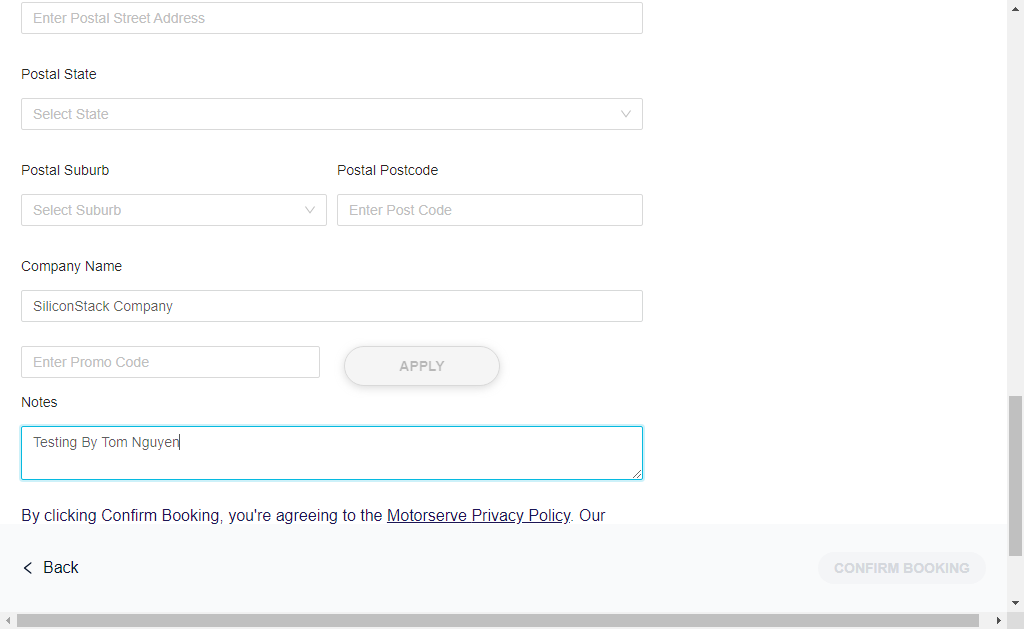 Enter Postal Street Address
Postal State
Select State
Postal Suburb Postal Postcode
Select Suburb Enter Post Code
Company Name
SiliconStack Company
Enter Promo Code APPLY
Notes
Testing By Tom Nguyen
By clicking Confirm Booking, you're agreeing to the Motorserve Privacy Policy. Our
Back CONFIRM BOOKING